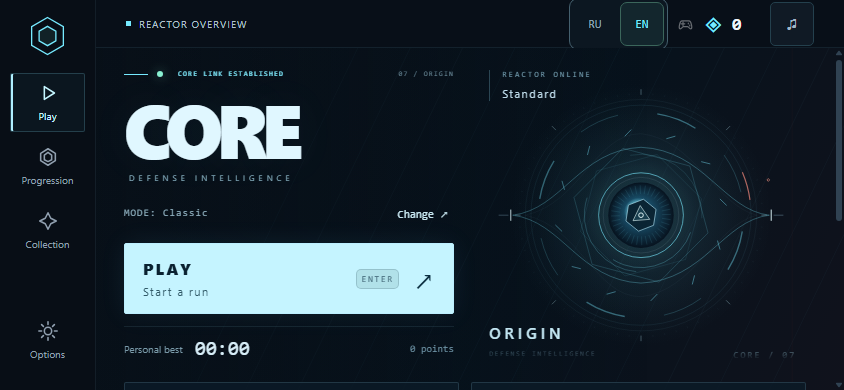 REACTOR OVERVIEW
RU
EN
0
Play
Progression
Collection
Options
CORE LINK ESTABLISHED
07 / ORIGIN
CORE
DEFENSE INTELLIGENCE
MODE: Classic
Change ↗
PLAY
Start a run
ENTER
Personal best 00:00
0 points
REACTOR ONLINE
Standard
ORIGIN
DEFENSE INTELLIGENCE
CORE / 07